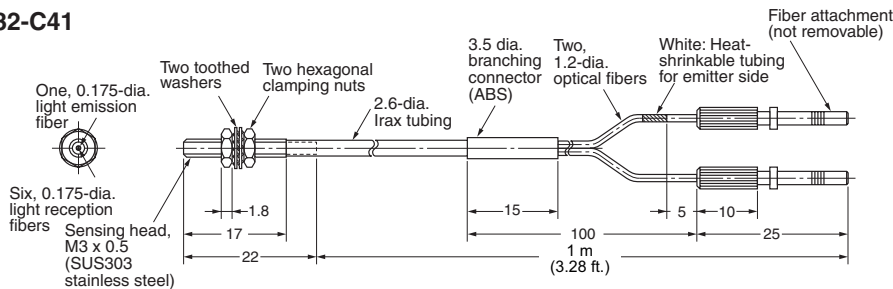 32-C41
One, 0.175-dia.
light emission
fiber
Two toothed
washers
Two hexagonal
clamping nuts
2.6-dia.
Irax tubing
3.5 dia.
branching
connector
(ABS)
Two,
1.2-dia.
optical fibers
White: Heat-
shrinkable tubing
for emitter side
Fiber attachment
(not removable)
Six, 0.175-dia.
light reception
fibers
Sensing head,
M3 x 0.5
(SUS303
stainless steel)
1.8
17
22
15
5
10
100
25
1 m
(3.28 ft.)